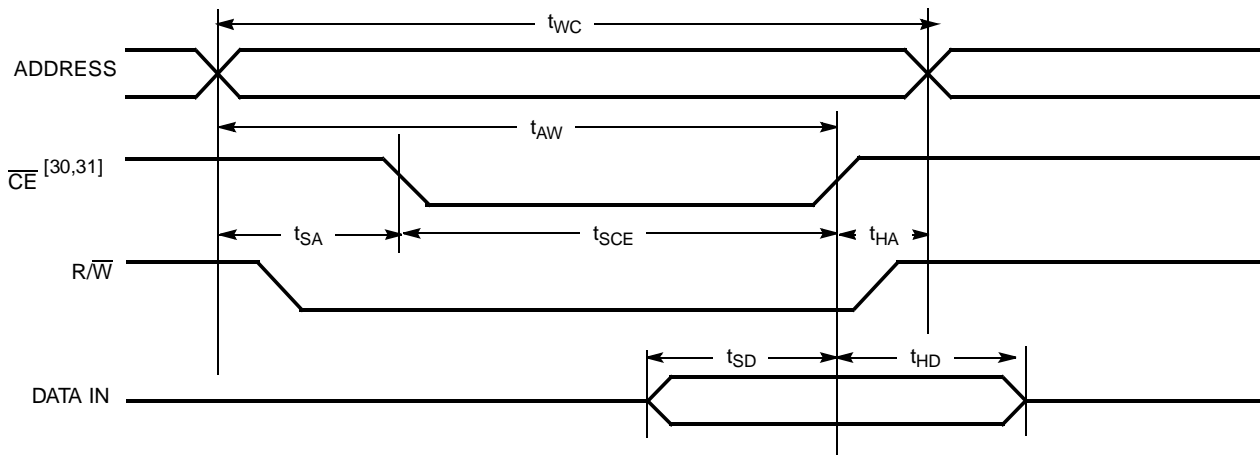 tWC
ADDRESS
tAW
CE [30,31]
tSA
tSCE
tHA
R/W
tSD
tHD
DATA IN